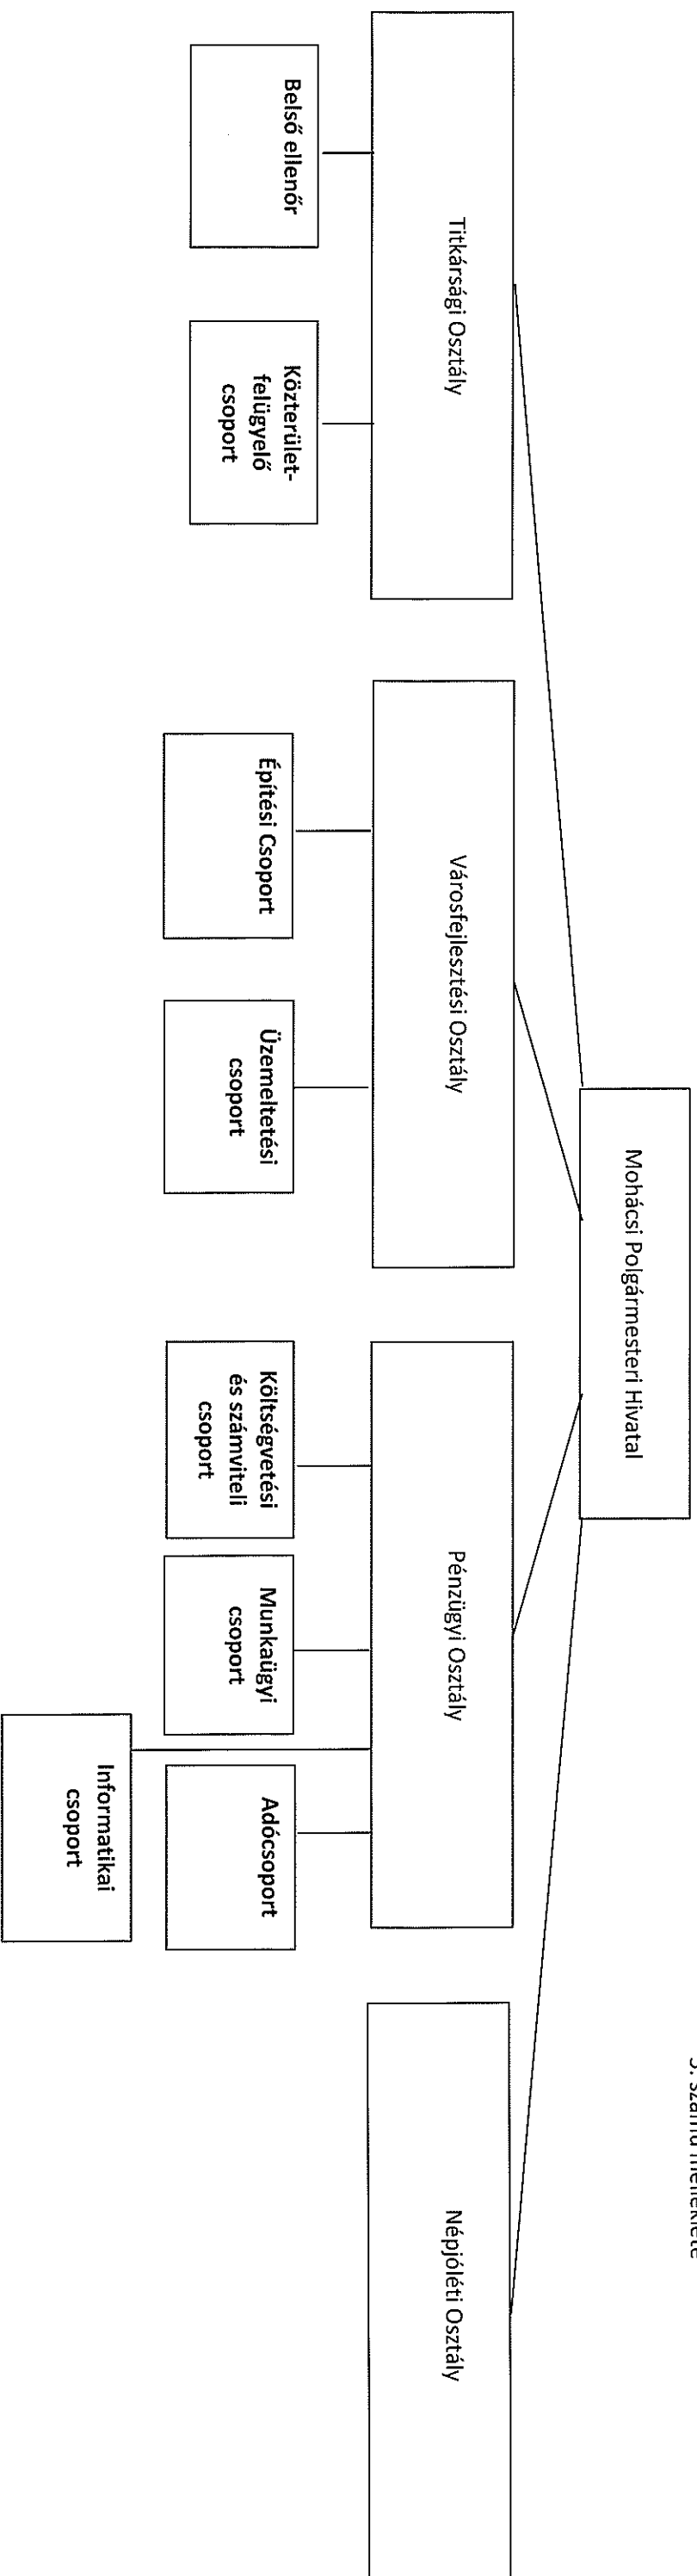 Mohácsi Polgármesteri Hivatal
Titkársági Osztály
Városfejlesztési Osztály
Pénzügyi Osztály
Népjóléti Osztály
Belső ellenőr
Közterület-
felügyelő
csoport
Építési Csoport
Üzemeltetési
csoport
Költségvetési
és számviteli
csoport
Munkaügyi
csoport
Adócsoport
Informatikai
csoport